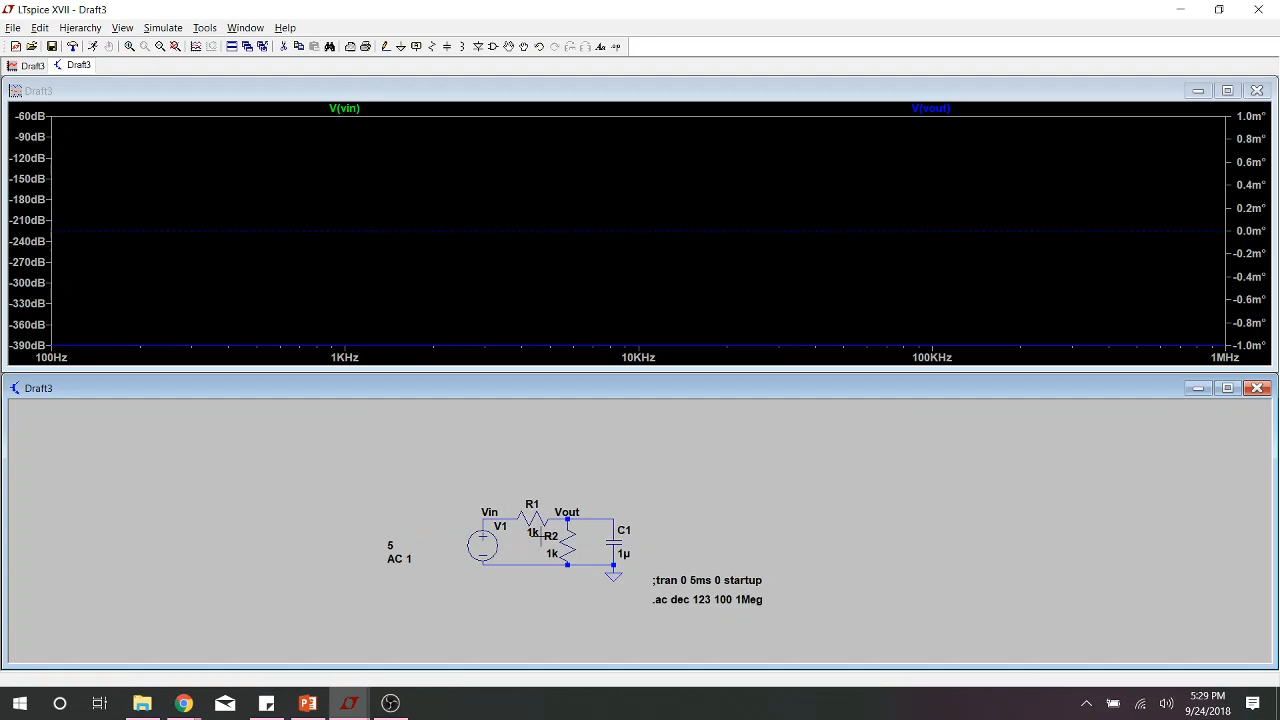 LTspice XVII - Draft3
File Edit Hierarchy View Simulate Tools Window Help
Draft3 Draft3
Draft3
V(vin) V(vout)
-60dB 1.0m°
-90dB 0.8m°
-120dB 0.6m°
-150dB 0.4m°
-180dB 0.2m°
-210dB 0.0m°
-240dB -0.2m°
-270dB -0.4m°
-300dB -0.6m°
-330dB -0.8m°
-360dB -1.0m°
-390dB
100Hz 1KHz 10KHz 100KHz 1MHz
Draft3
R1
Vin Vout
V1 C1
1k R2
5
1k 1µ
AC 1
;tran 0 5ms 0 startup
.ac dec 123 100 1Meg
5:29 PM
9/24/2018